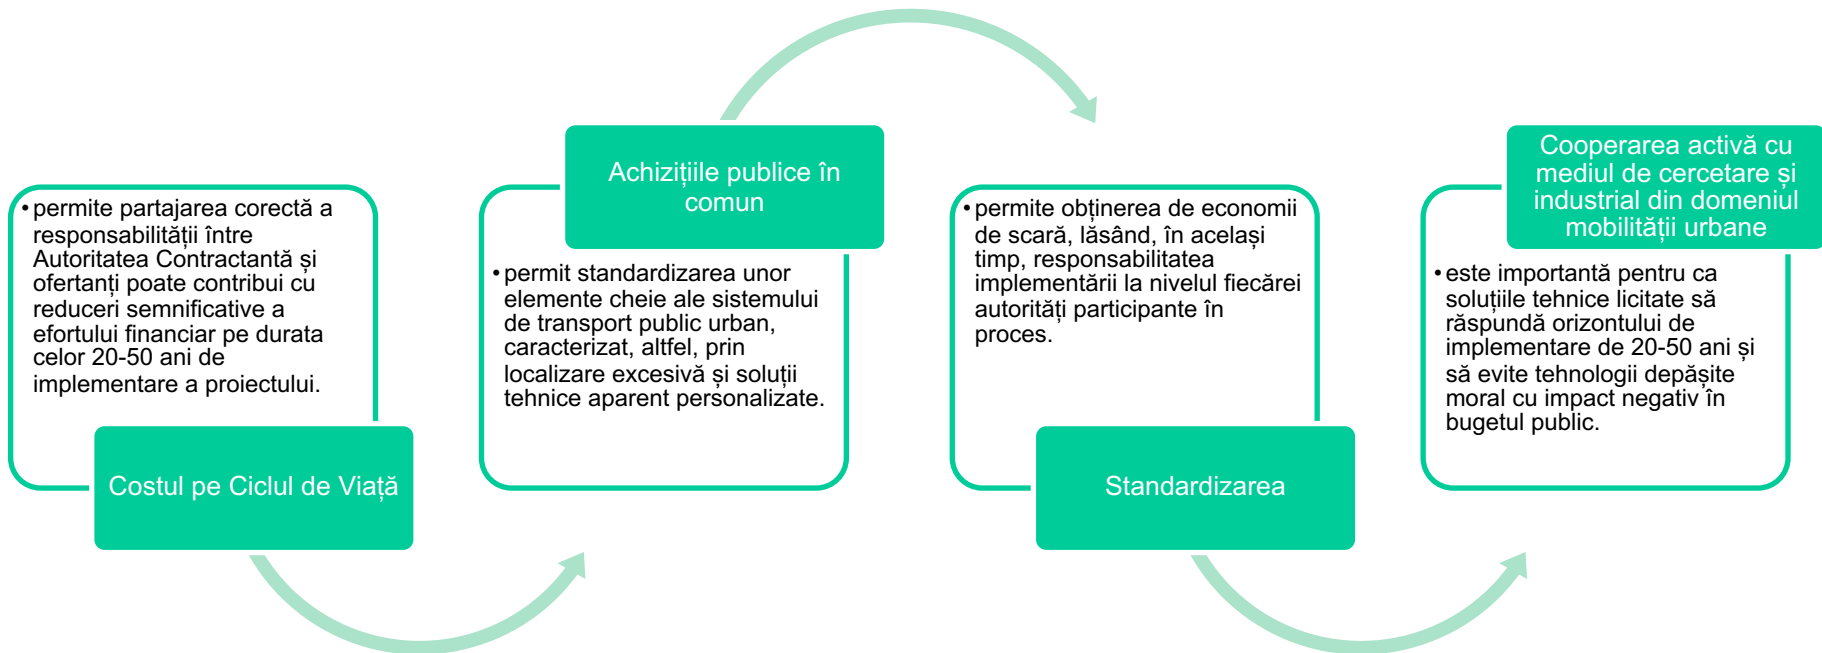 • permite partajarea corectă a
responsabilității între
Autoritatea Contractantă și
ofertanți poate contribui cu
reduceri semnificative a
efortului financiar pe durata
celor 20-50 ani de
implementare a proiectului.
Costul pe Ciclul de Viață
Achizițiile publice în
comun
• permit standardizarea unor
elemente cheie ale sistemului
de transport public urban,
caracterizat, altfel, prin
localizare excesivă și soluții
tehnice aparent personalizate.
• permite obținerea de economii
de scară, lăsând, în același
timp, responsabilitatea
implementării la nivelul fiecărei
autorități participante în
proces.
Standardizarea
Cooperarea activă cu
mediul de cercetare și
industrial din domeniul
mobilității urbane
• este importantă pentru ca
soluțiile tehnice licitate să
răspundă orizontului de
implementare de 20-50 ani și
să evite tehnologii depășite
moral cu impact negativ în
bugetul public.